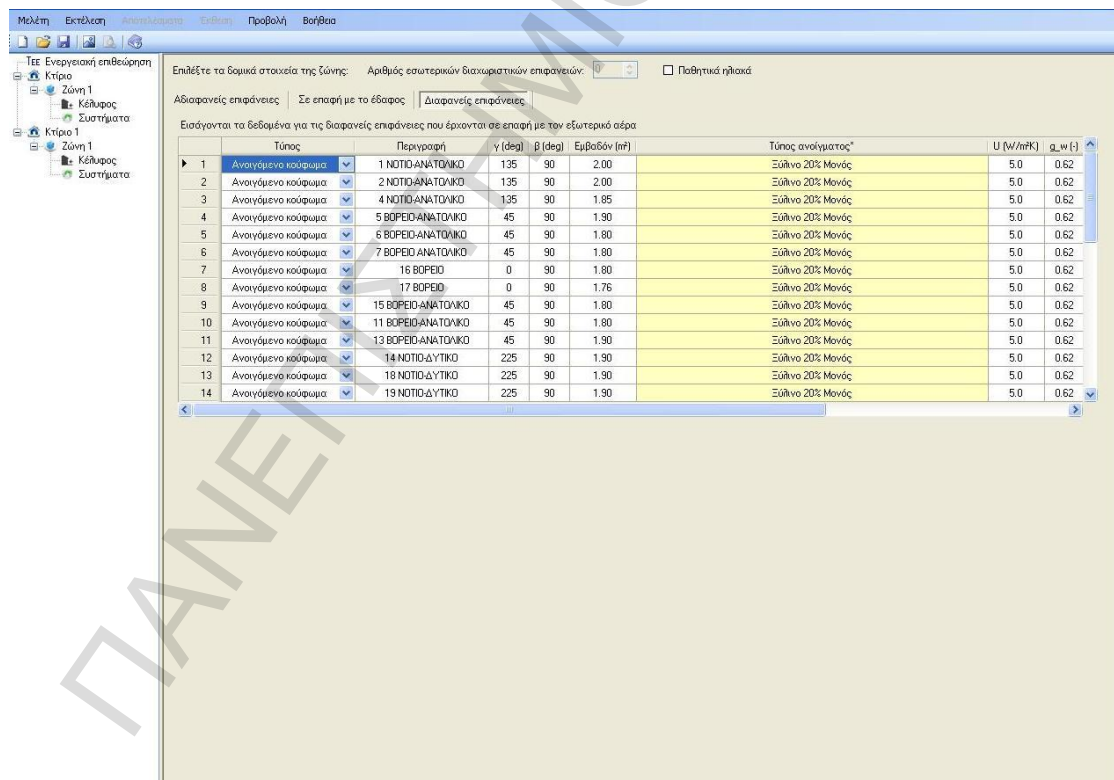 Μελέτη Εκτέλεση Αποτελέσματα Έκθεση Προβολή Βοήθεια
ΤΕΕ Ενεργειακή επιθεώρηση
Κτίριο
Ζώνη 1
Κέλυφος
Συστήματα
Κτίριο 1
Ζώνη 1
Κέλυφος
Συστήματα
Επιλέξτε τα δομικά στοιχεία της ζώνης: Αριθμός εσωτερικών διαχωριστικών επιφανειών: 0 Παθητικά ηλιακά
Αδιαφανείς επιφάνειες Σε επαφή με το έδαφος Διαφανείς επιφάνειες
Εισάγονται τα δεδομένα για τις διαφανείς επιφάνειες που έρχονται σε επαφή με τον εξωτερικό αέρα
Τύπος Περιγραφή γ (deg) β (deg) Εμβαδόν (m²) Τύπος ανοίγματος* U (W/m²K) g_w (-)
1 Ανοιγόμενο κούφωμα 1 ΝΟΤΙΟ-ΑΝΑΤΟΛΙΚΟ 135 90 2.00 Ξύλινο 20% Μονός 5.0 0.62
2 Ανοιγόμενο κούφωμα 2 ΝΟΤΙΟ-ΑΝΑΤΟΛΙΚΟ 135 90 2.00 Ξύλινο 20% Μονός 5.0 0.62
3 Ανοιγόμενο κούφωμα 4 ΝΟΤΙΟ-ΑΝΑΤΟΛΙΚΟ 135 90 1.85 Ξύλινο 20% Μονός 5.0 0.62
4 Ανοιγόμενο κούφωμα 5 ΒΟΡΕΙΟ-ΑΝΑΤΟΛΙΚΟ 45 90 1.90 Ξύλινο 20% Μονός 5.0 0.62
5 Ανοιγόμενο κούφωμα 6 ΒΟΡΕΙΟ-ΑΝΑΤΟΛΙΚΟ 45 90 1.80 Ξύλινο 20% Μονός 5.0 0.62
6 Ανοιγόμενο κούφωμα 7 ΒΟΡΕΙΟ ΑΝΑΤΟΛΙΚΟ 45 90 1.80 Ξύλινο 20% Μονός 5.0 0.62
7 Ανοιγόμενο κούφωμα 16 ΒΟΡΕΙΟ 0 90 1.80 Ξύλινο 20% Μονός 5.0 0.62
8 Ανοιγόμενο κούφωμα 17 ΒΟΡΕΙΟ 0 90 1.76 Ξύλινο 20% Μονός 5.0 0.62
9 Ανοιγόμενο κούφωμα 15 ΒΟΡΕΙΟ-ΑΝΑΤΟΛΙΚΟ 45 90 1.80 Ξύλινο 20% Μονός 5.0 0.62
10 Ανοιγόμενο κούφωμα 11 ΒΟΡΕΙΟ-ΑΝΑΤΟΛΙΚΟ 45 90 1.80 Ξύλινο 20% Μονός 5.0 0.62
11 Ανοιγόμενο κούφωμα 13 ΒΟΡΕΙΟ-ΑΝΑΤΟΛΙΚΟ 45 90 1.90 Ξύλινο 20% Μονός 5.0 0.62
12 Ανοιγόμενο κούφωμα 14 ΝΟΤΙΟ-ΔΥΤΙΚΟ 225 90 1.90 Ξύλινο 20% Μονός 5.0 0.62
13 Ανοιγόμενο κούφωμα 18 ΝΟΤΙΟ-ΔΥΤΙΚΟ 225 90 1.90 Ξύλινο 20% Μονός 5.0 0.62
14 Ανοιγόμενο κούφωμα 19 ΝΟΤΙΟ-ΔΥΤΙΚΟ 225 90 1.90 Ξύλινο 20% Μονός 5.0 0.62